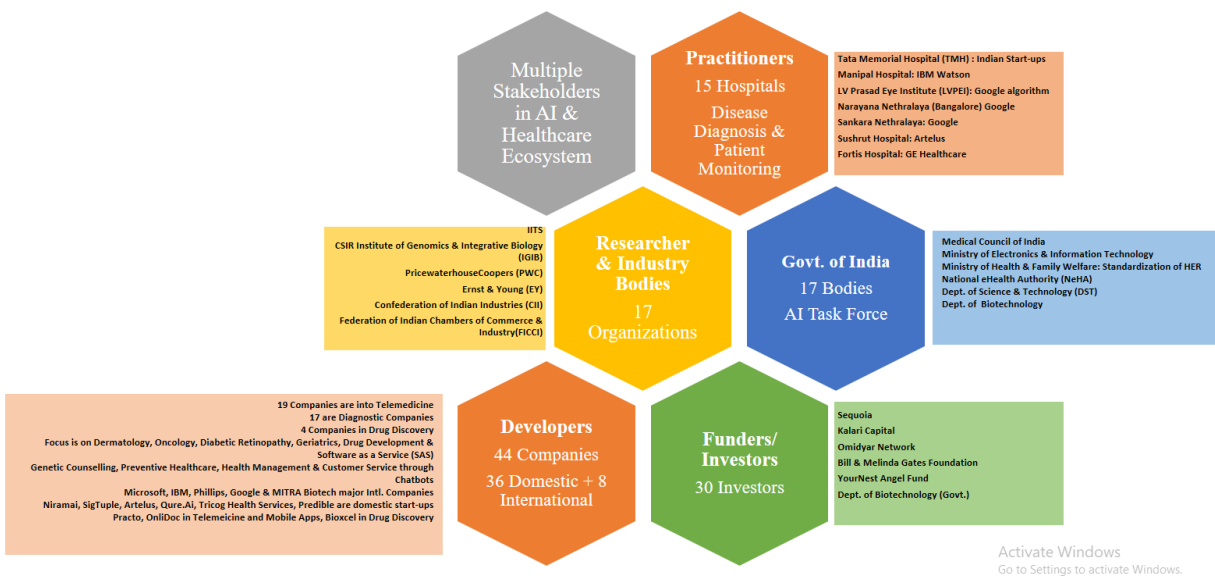 Multiple
Stakeholders
in AI &
Healthcare
Ecosystem
Practitioners
15 Hospitals
Disease
Diagnosis &
Patient
Monitoring
Tata Memorial Hospital (TMH) : Indian Start-ups
Manipal Hospital: IBM Watson
LV Prasad Eye Institute (LVPEI): Google algorithm
Narayana Nethralaya (Bangalore) Google
Sankara Nethralaya: Google
Sushrut Hospital: Artelus
Fortis Hospital: GE Healthcare
IITS
CSIR Institute of Genomics & Integrative Biology
(IGIB)
PricewaterhouseCoopers (PWC)
Ernst & Young (EY)
Confederation of Indian Industries (CII)
Federation of Indian Chambers of Commerce &
Industry(FICCI)
Researcher
& Industry
Bodies
17
Organizations
Govt. of India
17 Bodies
AI Task Force
Medical Council of India
Ministry of Electronics & Information Technology
Ministry of Health & Family Welfare: Standardization of HER
National eHealth Authority (NeHA)
Dept. of Science & Technology (DST)
Dept. of  Biotechnology
19 Companies are into Telemedicine
17 are Diagnostic Companies
4 Companies in Drug Discovery
Focus is on Dermatology, Oncology, Diabetic Retinopathy, Geriatrics, Drug Development &
Software as a Service (SAS)
Genetic Counselling, Preventive Healthcare, Health Management & Customer Service through
Chatbots
Microsoft, IBM, Phillips, Google & MITRA Biotech major Intl. Companies
Niramai, SigTuple, Artelus, Qure.Ai, Tricog Health Services, Predible are domestic start-ups
Practo, OnliDoc in Telemeicine and Mobile Apps, Bioxcel in Drug Discovery
Developers
44 Companies
36 Domestic + 8
International
Funders/
Investors
30 Investors
Sequoia
Kalari Capital
Omidyar Network
Bill & Melinda Gates Foundation
YourNest Angel Fund
Dept. of Biotechnology (Govt.)
Activate Windows
Go to Settings to activate Windows.